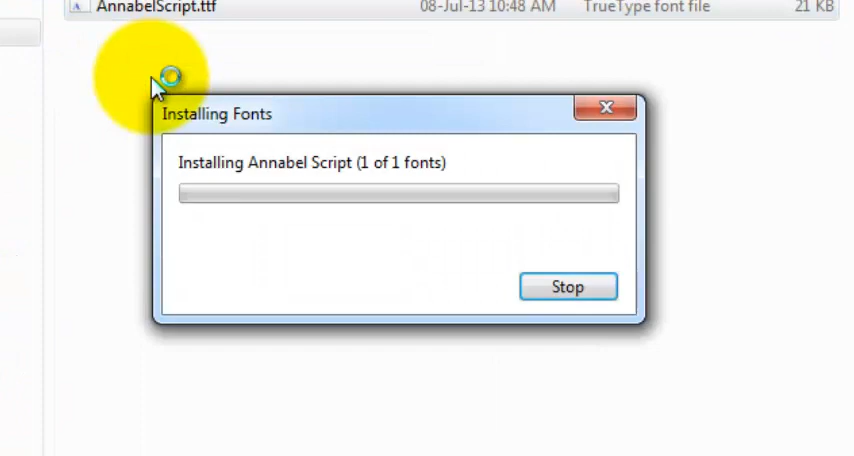 AnnabelScript.ttf 08-Jul-13 10:48 AM TrueType font file 21 KB
Installing Fonts
Installing Annabel Script (1 of 1 fonts)
Stop